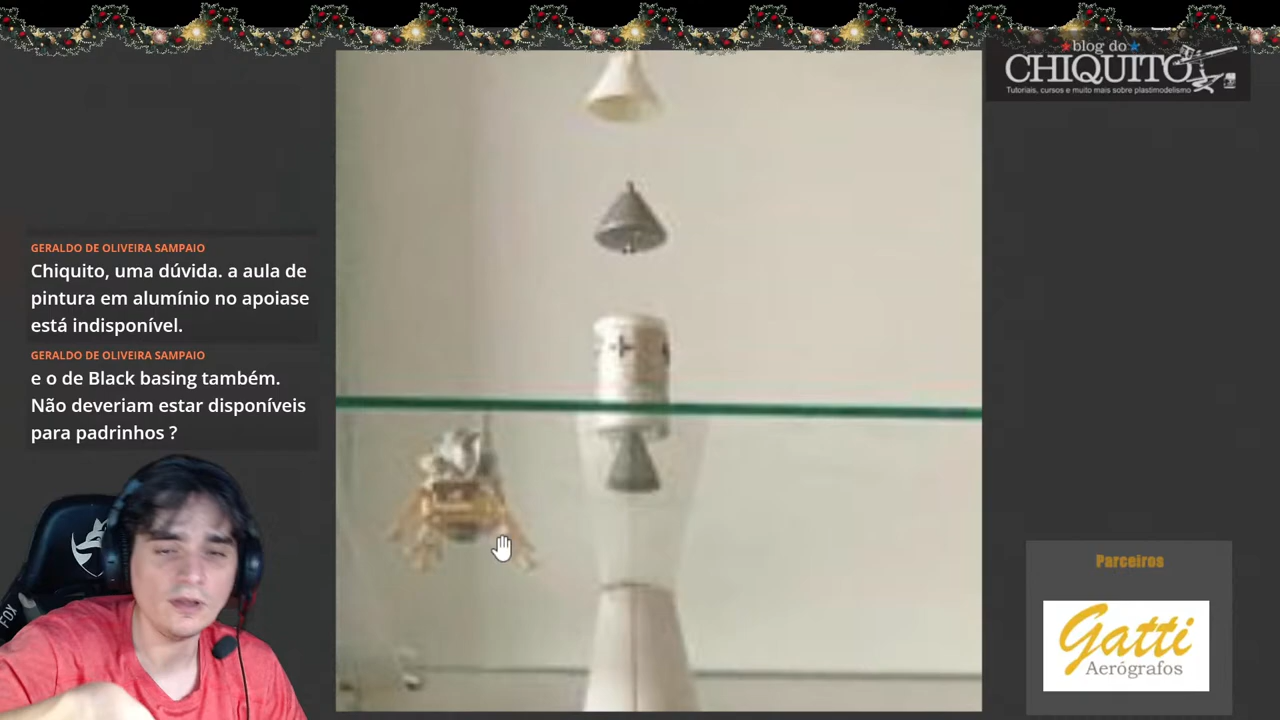 blog do
CHIQUITO
Tutoriais, cursos e muito mais sobre plastimodelismo
GERALDO DE OLIVEIRA SAMPAIO
Chiquito, uma dúvida. a aula de
pintura em alumínio no apoiase
está indisponível.
GERALDO DE OLIVEIRA SAMPAIO
e o de Black basing também.
Não deveriam estar disponíveis
para padrinhos ?
FOX
Parceiros
Gatti
Aerógrafos